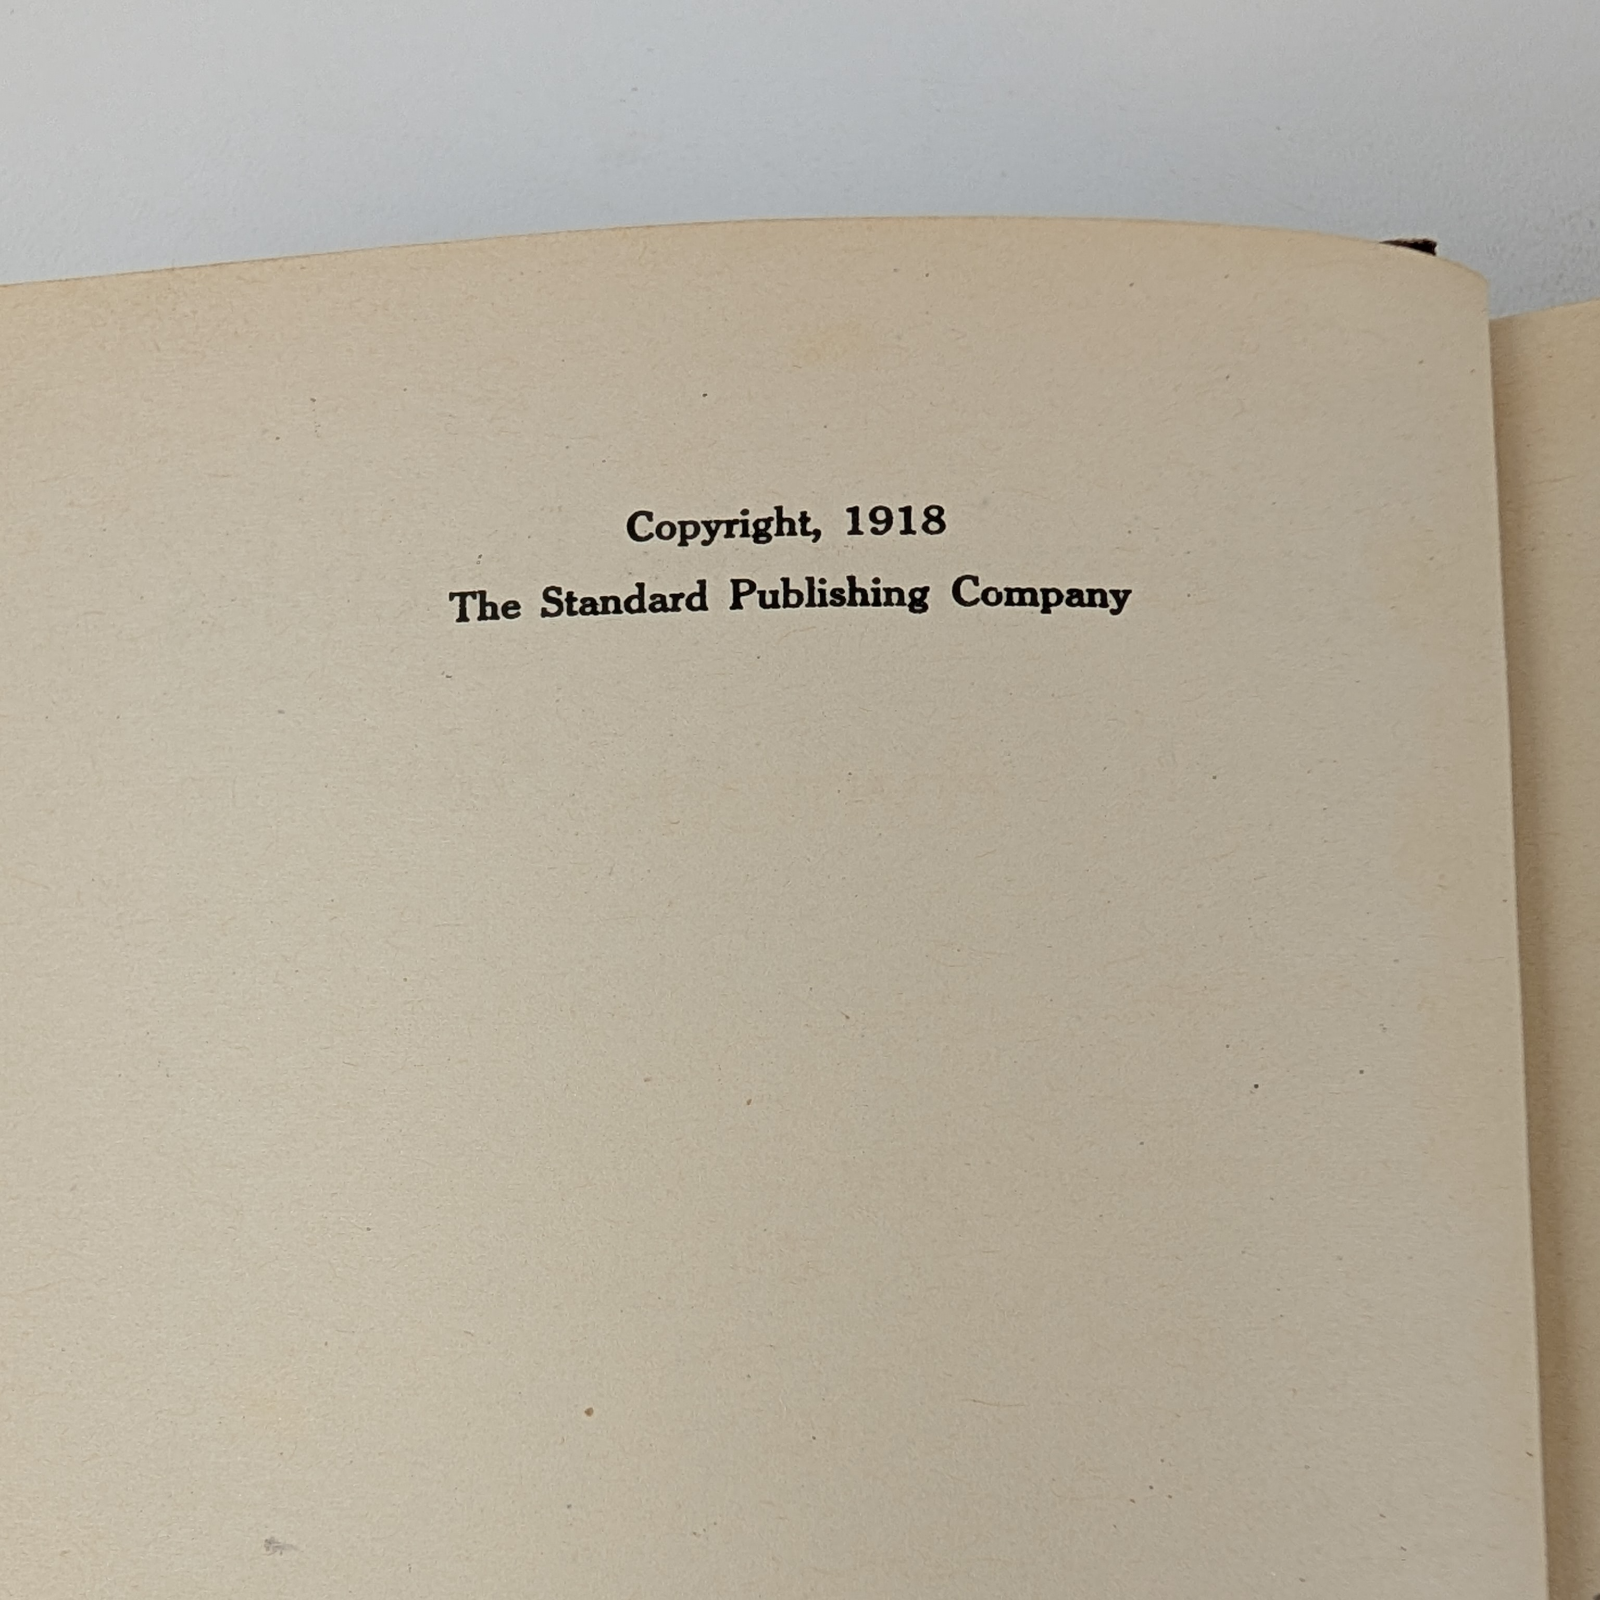 Copyright, 1918
The Standard Publishing Company